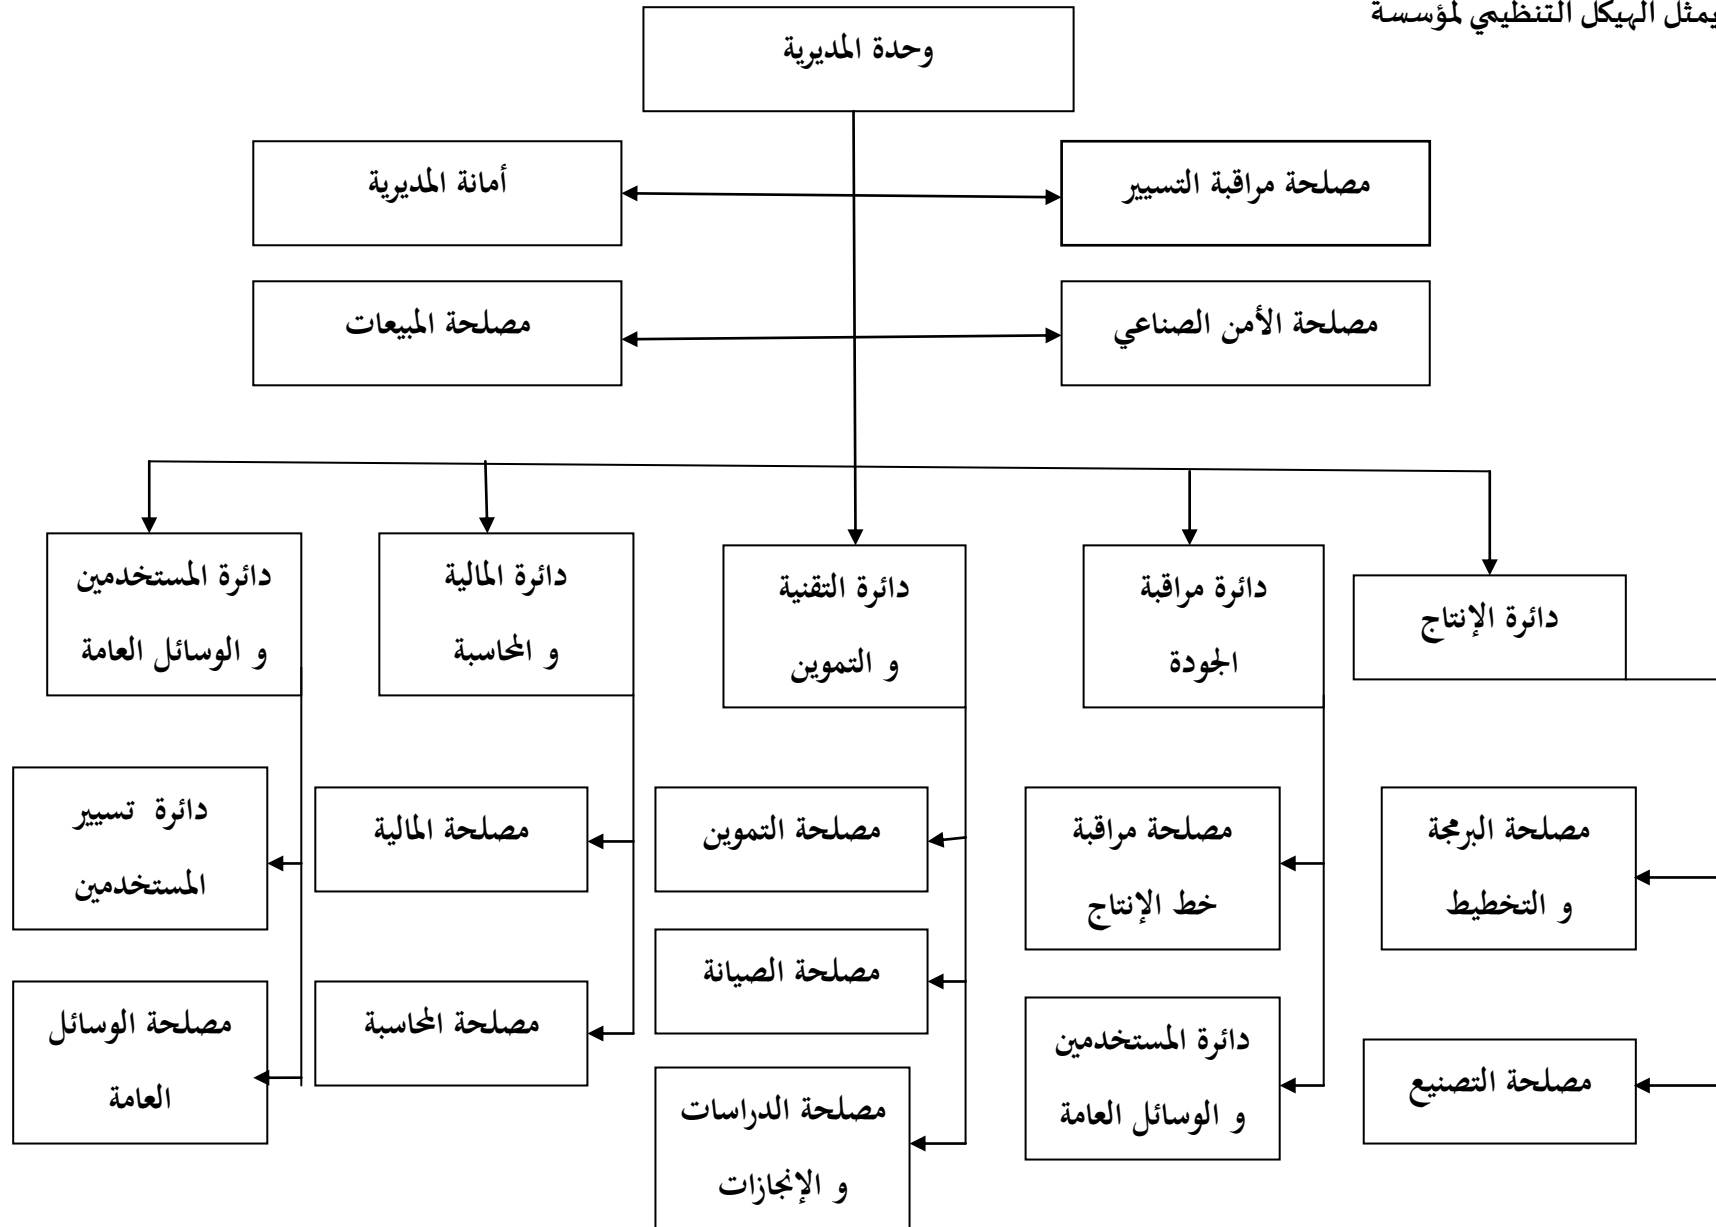 يمثل الهيكل التنظيمي لمؤسسة
وحدة المديرية
مصلحة مراقبة التسيير
أمانة المديرية
مصلحة الأمن الصناعي
مصلحة المبيعات
دائرة الإنتاج
دائرة مراقبة
الجودة
دائرة التقنية
و التموين
دائرة المالية
و المحاسبة
دائرة المستخدمين
و الوسائل العامة
مصلحة البرمجة
و التخطيط
مصلحة التصنيع
مصلحة مراقبة
خط الإنتاج
دائرة المستخدمين
و الوسائل العامة
مصلحة التموين
مصلحة الصيانة
مصلحة الدراسات
و الإنجازات
مصلحة المالية
مصلحة المحاسبة
دائرة تسيير
المستخدمين
مصلحة الوسائل
العامة